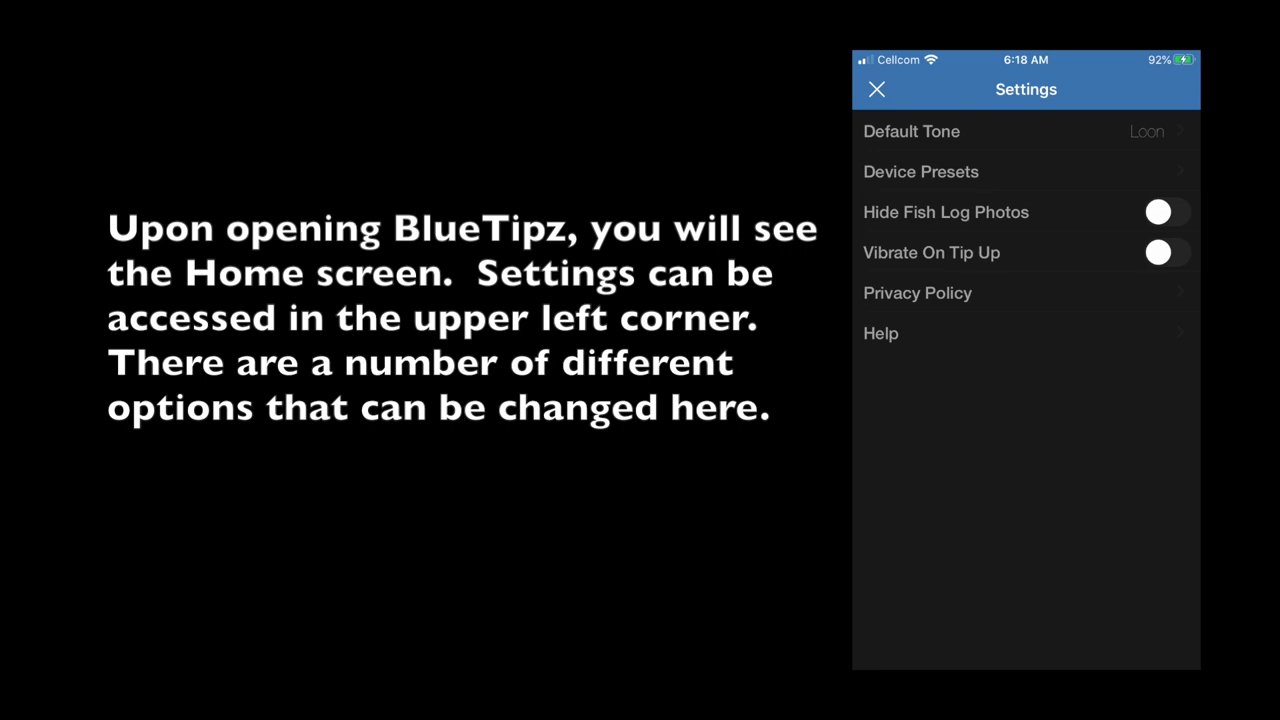 Upon opening BlueTipz, you will see
the Home screen.  Settings can be
accessed in the upper left corner.
There are a number of different
options that can be changed here.
Cellcom 6:18 AM 92%
Settings
Default Tone Loon
Device Presets
Hide Fish Log Photos
Vibrate On Tip Up
Privacy Policy
Help